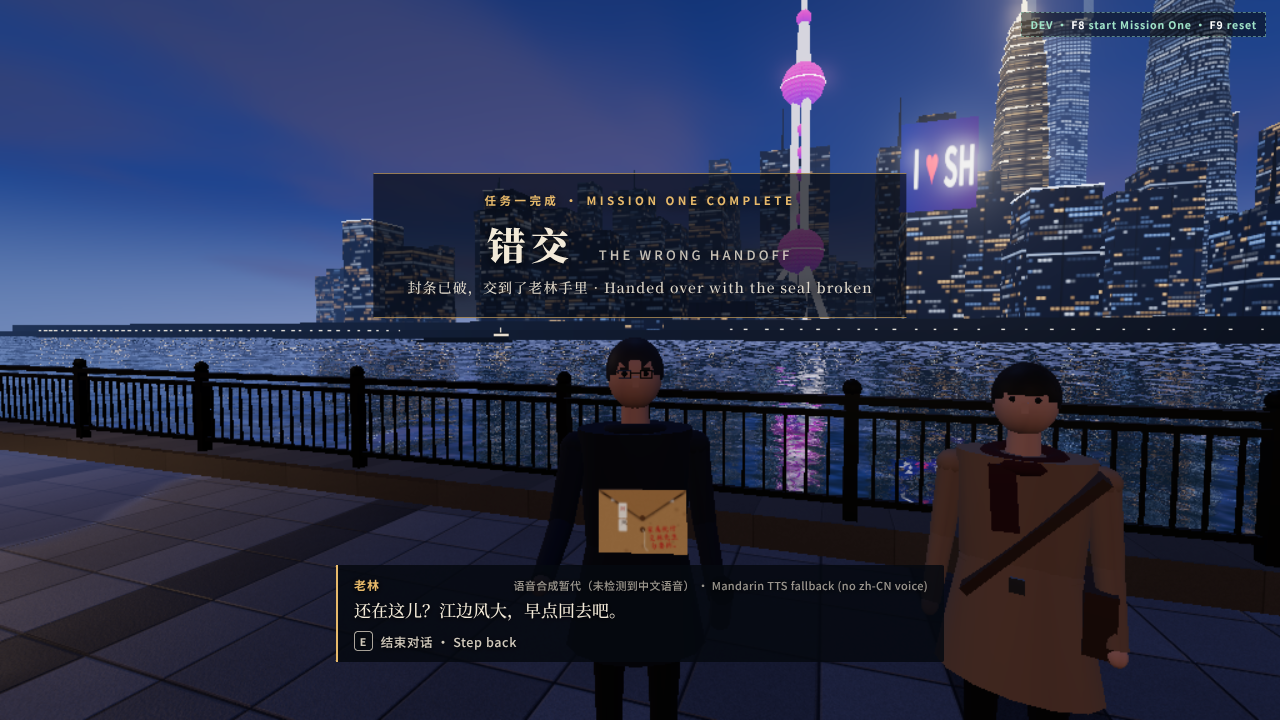 DEV · F8 start Mission One · F9 reset
I ♥ SH
任务一完成 · MISSION ONE COMPLETE
错交 THE WRONG HANDOFF
封条已破，交到了老林手里 · Handed over with the seal broken
老林 语音合成暂代（未检测到中文语音） · Mandarin TTS fallback (no zh-CN voice)
还在这儿？江边风大，早点回去吧。
E 结束对话 · Step back